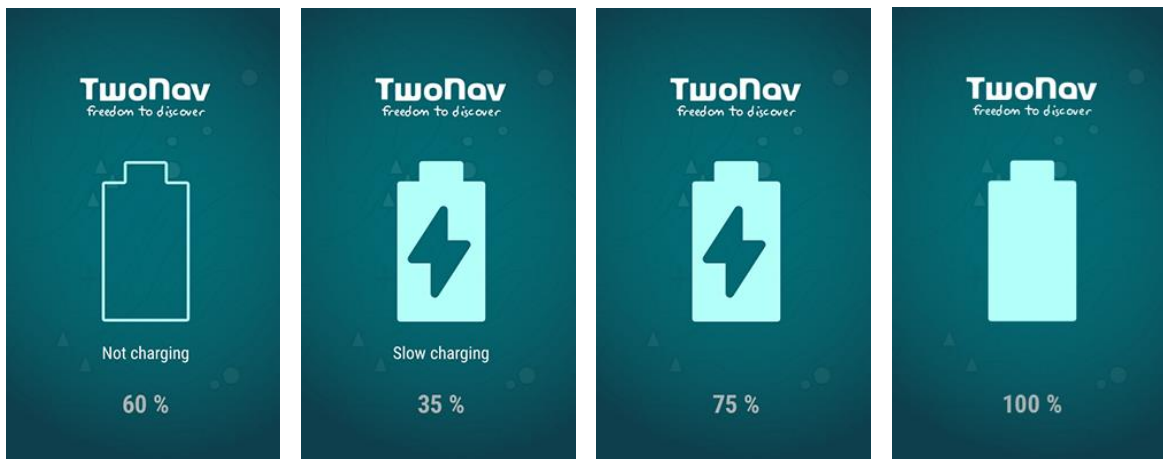 TwoNav
freedom to discover
Not charging
60 %
TwoNav
freedom to discover
Slow charging
35 %
TwoNav
freedom to discover
75 %
TwoNav
freedom to discover
100 %